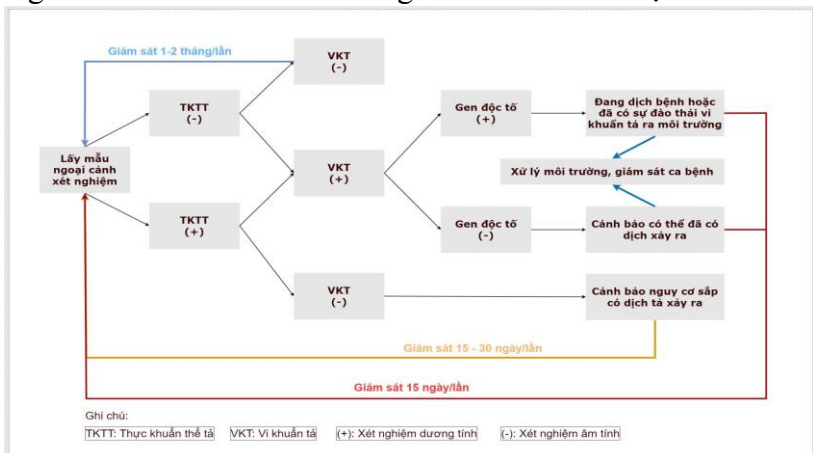 Giám sát 1-2 tháng/lần
VKT
(-)
TKTT
(-)
Gen độc tố
(+)
Đang dịch bệnh hoặc
đã có sự đào thải vi
khuẩn tả ra môi trường
Lấy mẫu
ngoại cảnh
xét nghiệm
VKT
(+)
Xử lý môi trường, giám sát ca bệnh
TKTT
(+)
Gen độc tố
(-)
Cảnh báo có thể đã có
dịch xảy ra
VKT
(-)
Cảnh báo nguy cơ sắp
có dịch tả xảy ra
Giám sát 15 - 30 ngày/lần
Giám sát 15 ngày/lần
Ghi chú:
TKTT: Thực khuẩn thể tả VKT: Vi khuẩn tả (+): Xét nghiệm dương tính (-): Xét nghiệm âm tính